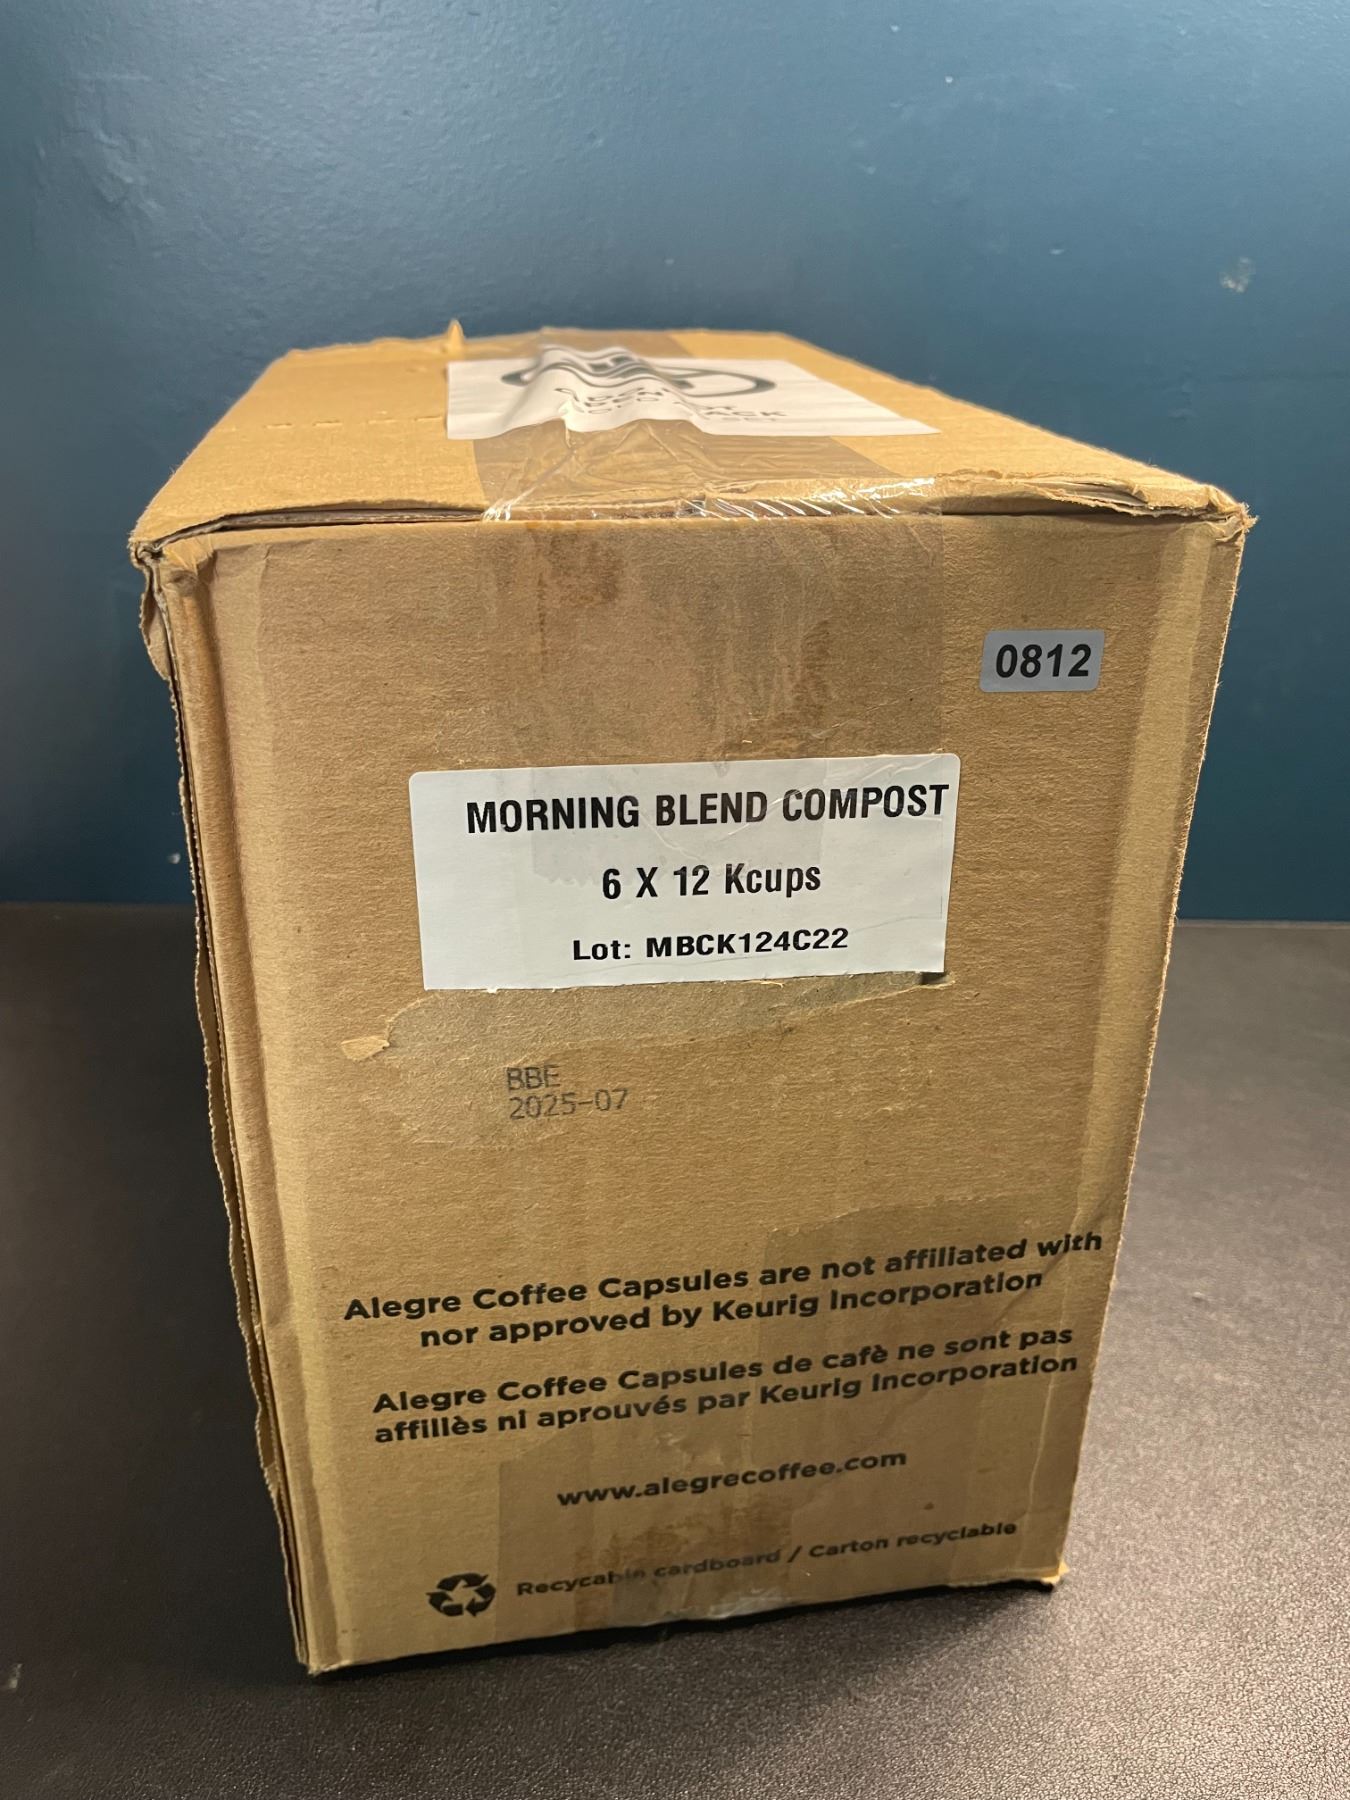 0812
MORNING BLEND COMPOST
6 X 12 Kcups
Lot: MBCK124C22
BBE
2025-07
Alegre Coffee Capsules are not affiliated with
nor approved by Keurig Incorporation
Alegre Coffee Capsules de cafè ne sont pas
affillès ni aprouvés par Keurig Incorporation
www.alegrecoffee.com
Recycable cardboard / Carton recyclable